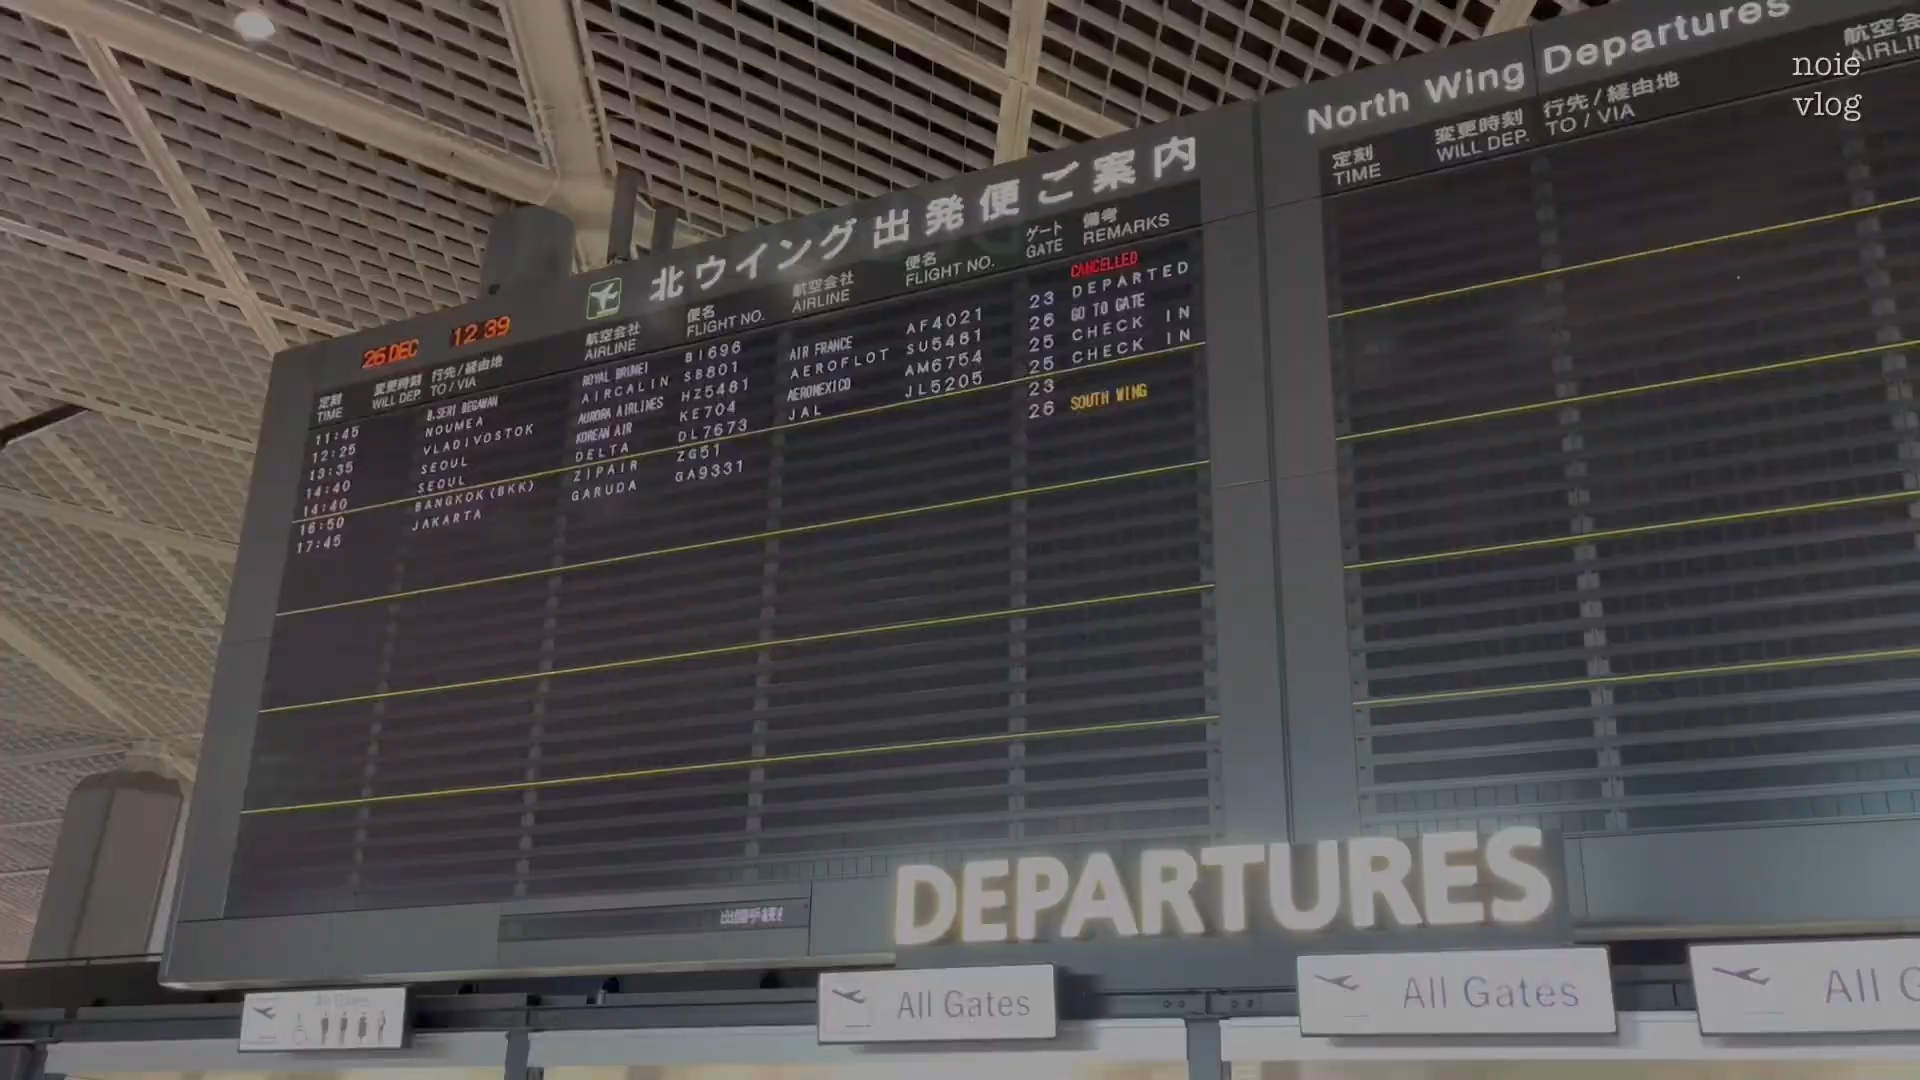 noie
vlog
北ウイング出発便ご案内
North Wing Departures
26 DEC 12 39
定刻 TIME
変更時刻 WILL DEP.
行先/経由地 TO / VIA
航空会社 AIRLINE
便名 FLIGHT NO.
航空会社 AIRLINE
便名 FLIGHT NO.
ゲート GATE
備考 REMARKS
11:45 B.SERI BEGAWAN ROYAL BRUNEI BI696 CANCELLED
12:25 NOUMEA AIRCALIN SB801 AIR FRANCE AF4021 23 DEPARTED
13:35 VLADIVOSTOK AURORA AIRLINES HZ5481 AEROFLOT SU5481 26 GO TO GATE
14:40 SEOUL KOREAN AIR KE704 AEROMEXICO AM6754 25 CHECK IN
14:40 SEOUL DELTA DL7673 JAL JL5205 25 CHECK IN
16:50 BANGKOK(BKK) ZIPAIR ZG51 23
17:45 JAKARTA GARUDA GA9331 26 SOUTH WING
定刻 TIME
変更時刻 WILL DEP.
行先/経由地 TO / VIA
DEPARTURES
All Gates
All Gates